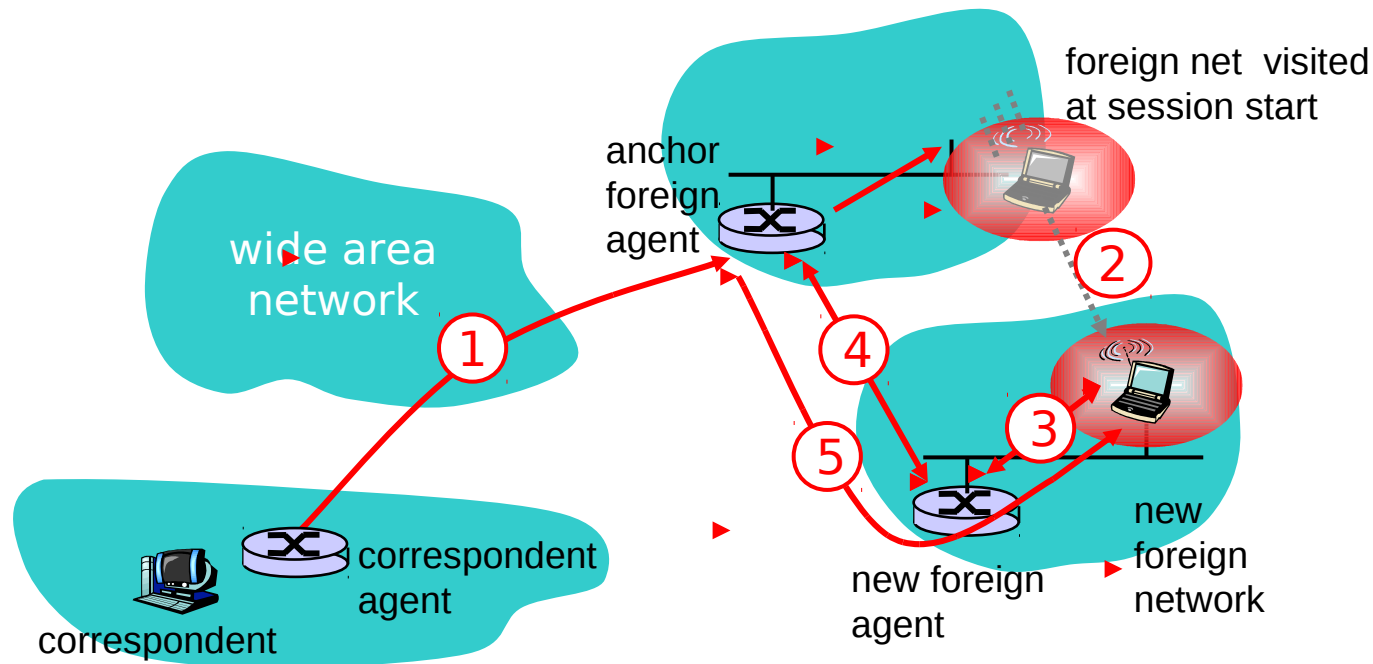 foreign net visited
at session start
anchor
foreign
agent
wide area
network
2
1
4
3
5
correspondent
agent
correspondent
new foreign
agent
new
foreign
network